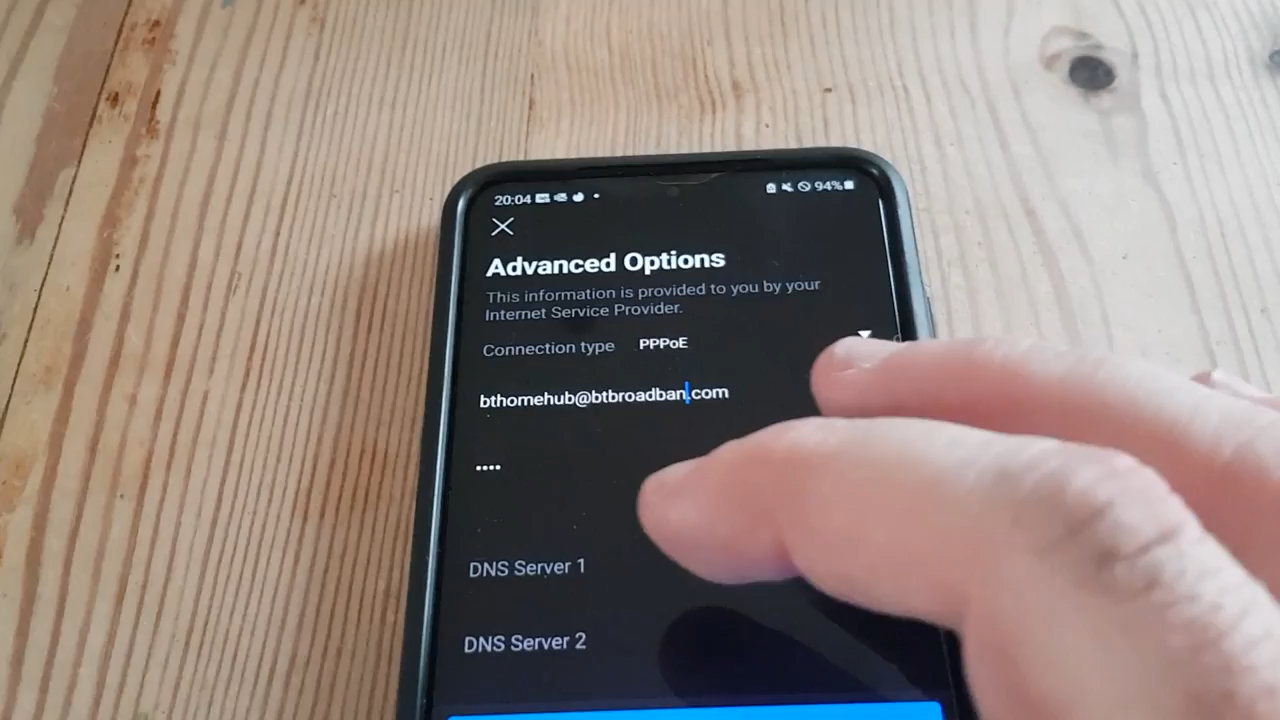 20:04 94%
Advanced Options
This information is provided to you by your
Internet Service Provider.
Connection type PPPoE
bthomehub@btbroadban.com
••••
DNS Server 1
DNS Server 2